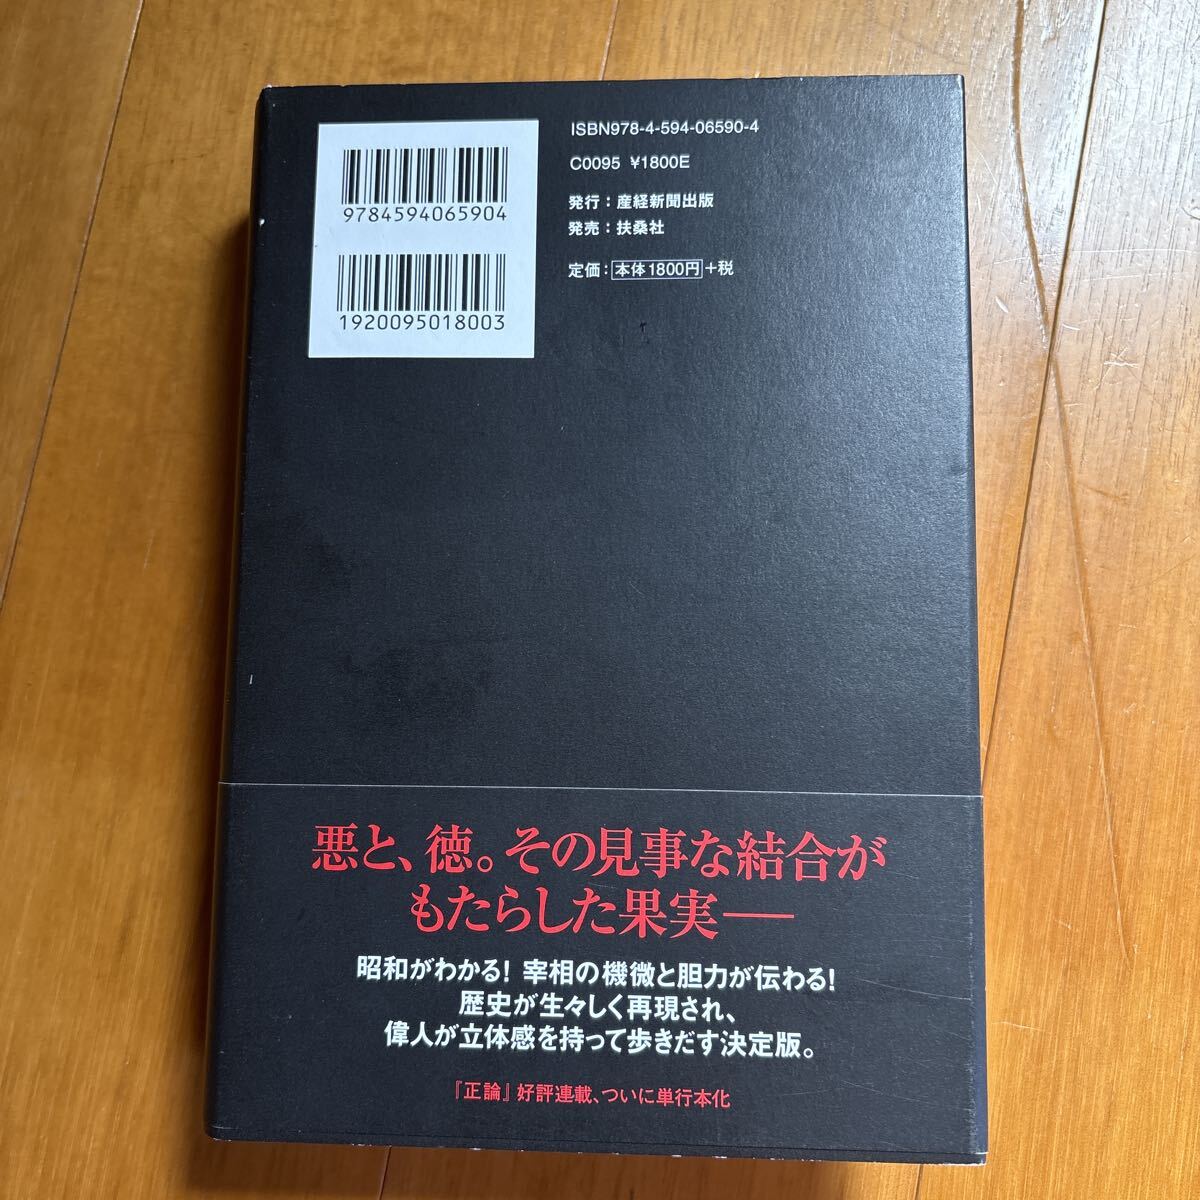 ISBN978-4-594-06590-4
C0095 ¥1800E
発行：産経新聞出版
発売：扶桑社
定価：本体1800円+税
9784594065904
1920095018003
悪と、徳。その見事な結合が
もたらした果実──
昭和がわかる！宰相の機微と胆力が伝わる！
歴史が生々しく再現され、
偉人が立体感を持って歩きだす決定版。
『正論』好評連載、ついに単行本化